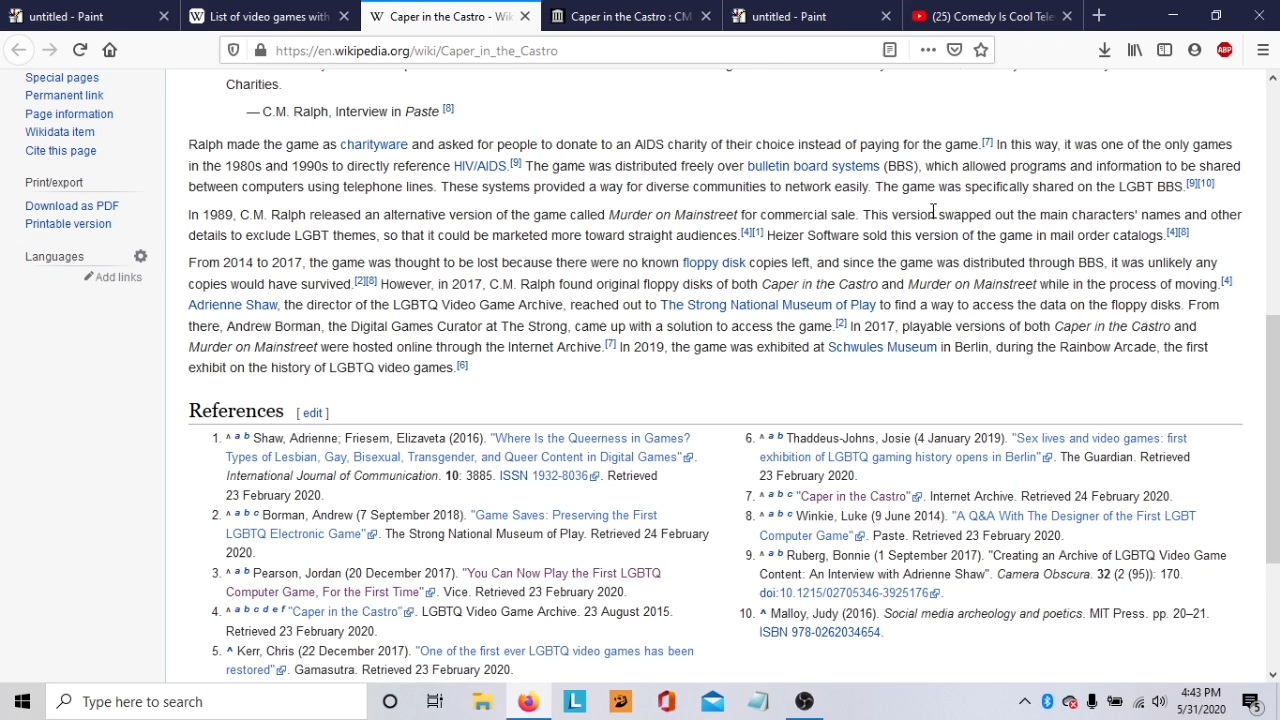 untitled - Paint
List of video games with
Caper in the Castro - Wik
Caper in the Castro : CM
untitled - Paint
(25) Comedy Is Cool Tele
https://en.wikipedia.org/wiki/Caper_in_the_Castro
ABP
Special pages
Permanent link
Page information
Wikidata item
Cite this page
Print/export
Download as PDF
Printable version
Languages
Add links
Charities.
— C.M. Ralph, Interview in Paste [8]
Ralph made the game as charityware and asked for people to donate to an AIDS charity of their choice instead of paying for the game.[7] In this way, it was one of the only games
in the 1980s and 1990s to directly reference HIV/AIDS.[9] The game was distributed freely over bulletin board systems (BBS), which allowed programs and information to be shared
between computers using telephone lines. These systems provided a way for diverse communities to network easily. The game was specifically shared on the LGBT BBS.[9][10]
In 1989, C.M. Ralph released an alternative version of the game called Murder on Mainstreet for commercial sale. This version swapped out the main characters' names and other
details to exclude LGBT themes, so that it could be marketed more toward straight audiences.[4][1] Heizer Software sold this version of the game in mail order catalogs.[4][8]
From 2014 to 2017, the game was thought to be lost because there were no known floppy disk copies left, and since the game was distributed through BBS, it was unlikely any
copies would have survived.[2][8] However, in 2017, C.M. Ralph found original floppy disks of both Caper in the Castro and Murder on Mainstreet while in the process of moving.[4]
Adrienne Shaw, the director of the LGBTQ Video Game Archive, reached out to The Strong National Museum of Play to find a way to access the data on the floppy disks. From
there, Andrew Borman, the Digital Games Curator at The Strong, came up with a solution to access the game.[2] In 2017, playable versions of both Caper in the Castro and
Murder on Mainstreet were hosted online through the Internet Archive.[7] In 2019, the game was exhibited at Schwules Museum in Berlin, during the Rainbow Arcade, the first
exhibit on the history of LGBTQ video games.[6]
References [ edit ]
1. ^ a b Shaw, Adrienne; Friesem, Elizaveta (2016). "Where Is the Queerness in Games?
Types of Lesbian, Gay, Bisexual, Transgender, and Queer Content in Digital Games".
International Journal of Communication. 10: 3885. ISSN 1932-8036. Retrieved
23 February 2020.
2. ^ a b c Borman, Andrew (7 September 2018). "Game Saves: Preserving the First
LGBTQ Electronic Game". The Strong National Museum of Play. Retrieved 24 February
2020.
3. ^ a b Pearson, Jordan (20 December 2017). "You Can Now Play the First LGBTQ
Computer Game, For the First Time". Vice. Retrieved 23 February 2020.
4. ^ a b c d e f "Caper in the Castro". LGBTQ Video Game Archive. 23 August 2015.
Retrieved 23 February 2020.
5. ^ Kerr, Chris (22 December 2017). "One of the first ever LGBTQ video games has been
restored". Gamasutra. Retrieved 23 February 2020.
6. ^ a b Thaddeus-Johns, Josie (4 January 2019). "Sex lives and video games: first
exhibition of LGBTQ gaming history opens in Berlin". The Guardian. Retrieved
23 February 2020.
7. ^ a b c "Caper in the Castro". Internet Archive. Retrieved 24 February 2020.
8. ^ a b c Winkie, Luke (9 June 2014). "A Q&A With The Designer of the First LGBT
Computer Game". Paste. Retrieved 23 February 2020.
9. ^ a b Ruberg, Bonnie (1 September 2017). "Creating an Archive of LGBTQ Video Game
Content: An Interview with Adrienne Shaw". Camera Obscura. 32 (2 (95)): 170.
doi:10.1215/02705346-3925176.
10. ^ Malloy, Judy (2016). Social media archeology and poetics. MIT Press. pp. 20–21.
ISBN 978-0262034654.
Type here to search
4:43 PM
5/31/2020
5